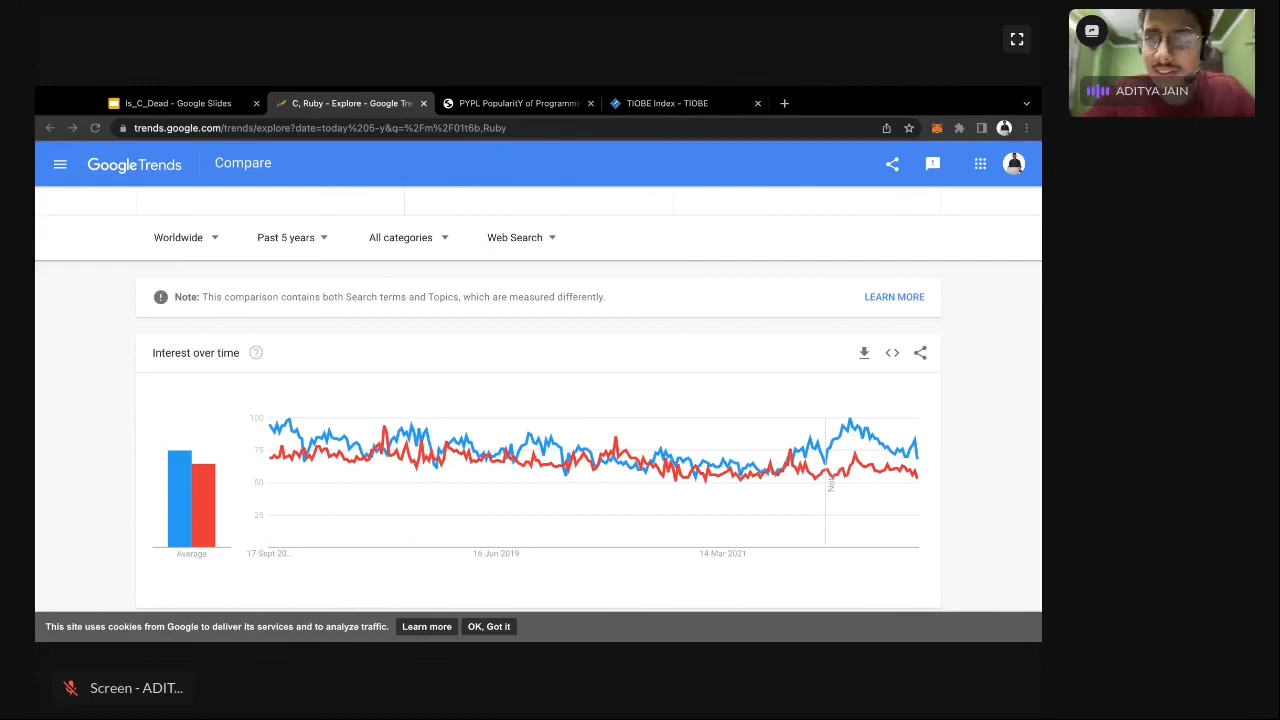 Is_C_Dead - Google Slides
C, Ruby - Explore - Google Tre
PYPL PopularitY of Programmin
TIOBE Index - TIOBE
trends.google.com/trends/explore?date=today%205-y&q=%2Fm%2F01t6b,Ruby
ADITYA JAIN
GoogleTrends
Compare
Worldwide
Past 5 years
All categories
Web Search
Note: This comparison contains both Search terms and Topics, which are measured differently.
LEARN MORE
Interest over time
100
75
50
25
Average
17 Sept 20...
16 Jun 2019
14 Mar 2021
This site uses cookies from Google to deliver its services and to analyze traffic.
Learn more
OK, Got it
Screen - ADIT...